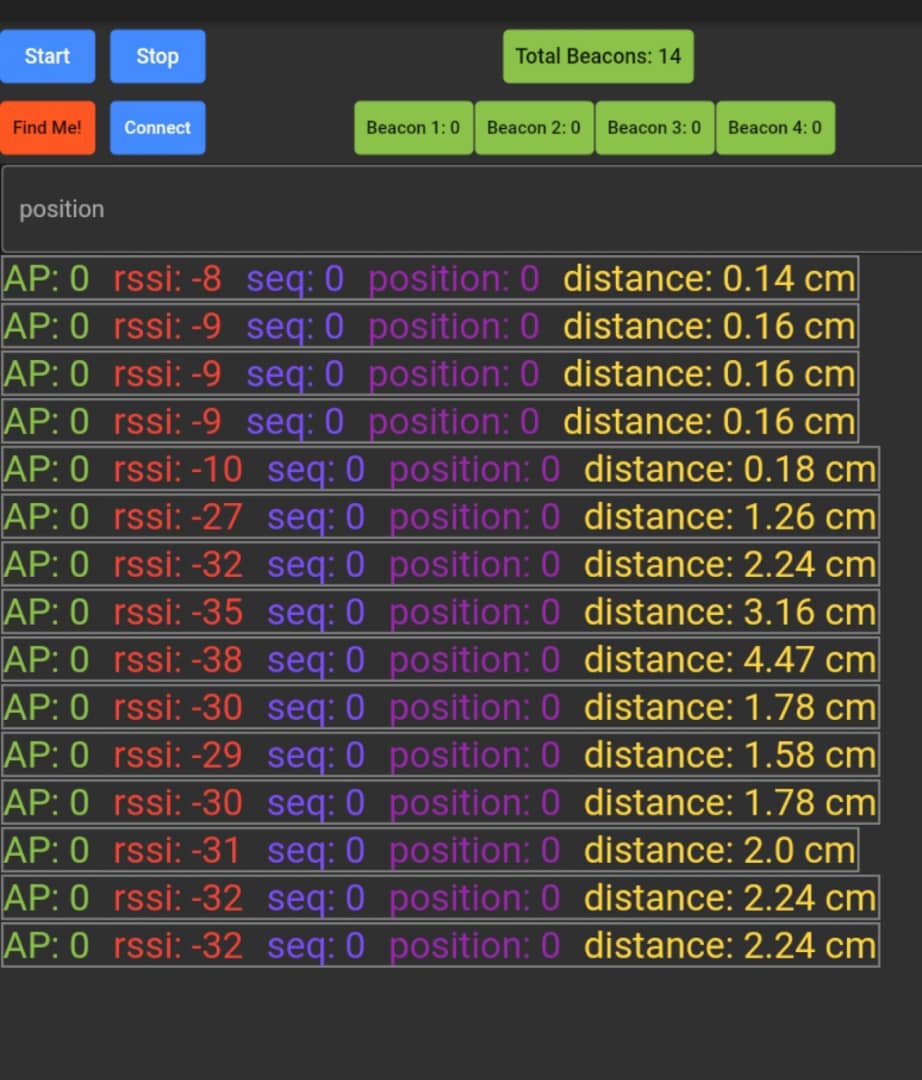 Start Stop Total Beacons: 14
Find Me! Connect Beacon 1: 0 Beacon 2: 0 Beacon 3: 0 Beacon 4: 0
position
AP: 0 rssi: -8 seq: 0 position: 0 distance: 0.14 cm
AP: 0 rssi: -9 seq: 0 position: 0 distance: 0.16 cm
AP: 0 rssi: -9 seq: 0 position: 0 distance: 0.16 cm
AP: 0 rssi: -9 seq: 0 position: 0 distance: 0.16 cm
AP: 0 rssi: -10 seq: 0 position: 0 distance: 0.18 cm
AP: 0 rssi: -27 seq: 0 position: 0 distance: 1.26 cm
AP: 0 rssi: -32 seq: 0 position: 0 distance: 2.24 cm
AP: 0 rssi: -35 seq: 0 position: 0 distance: 3.16 cm
AP: 0 rssi: -38 seq: 0 position: 0 distance: 4.47 cm
AP: 0 rssi: -30 seq: 0 position: 0 distance: 1.78 cm
AP: 0 rssi: -29 seq: 0 position: 0 distance: 1.58 cm
AP: 0 rssi: -30 seq: 0 position: 0 distance: 1.78 cm
AP: 0 rssi: -31 seq: 0 position: 0 distance: 2.0 cm
AP: 0 rssi: -32 seq: 0 position: 0 distance: 2.24 cm
AP: 0 rssi: -32 seq: 0 position: 0 distance: 2.24 cm